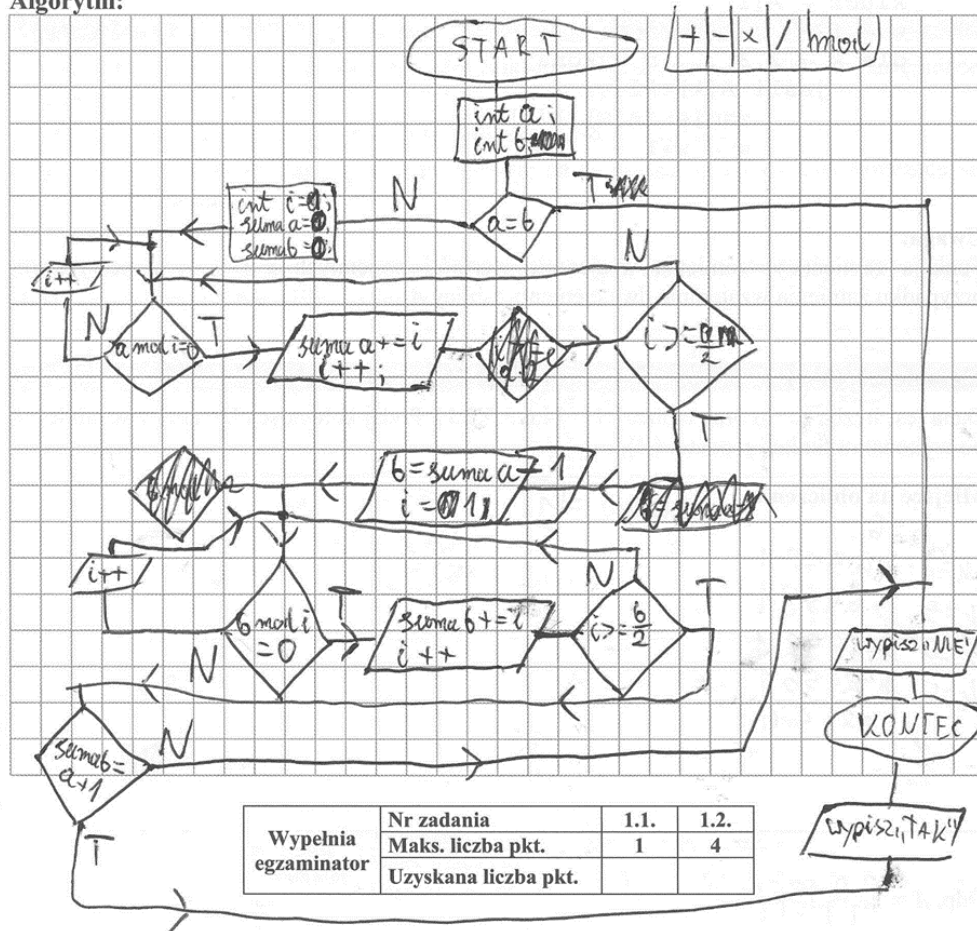 Algorytm:
START
+ | - | × | / | mod
int a;
int b;
T
N
a=b
int i=1;
suma a=0;
suma b=0;
N
i++
N
a mod i=0
T
suma a+=i
i++;
i>=a/2
T
b=suma a-1
i=1;
i++
b mod i
=0
T
suma b+=i
i++
N
i>=b/2
T
wypisz „NIE”
N
KONIEC
suma b=
a+1
N
T
wypisz „TAK”
Wypełnia
egzaminator
Nr zadania 1.1. 1.2.
Maks. liczba pkt. 1 4
Uzyskana liczba pkt.